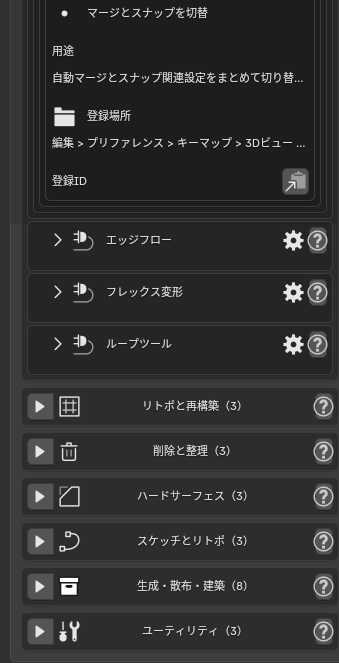 マージとスナップを切替
用途
自動マージとスナップ関連設定をまとめて切り替...
登録場所
編集 > プリファレンス > キーマップ > 3Dビュー ...
登録ID
エッジフロー
フレックス変形
ループツール
リトポと再構築（3）
削除と整理（3）
ハードサーフェス（3）
スケッチとリトポ（3）
生成・散布・建築（8）
ユーティリティ（3）